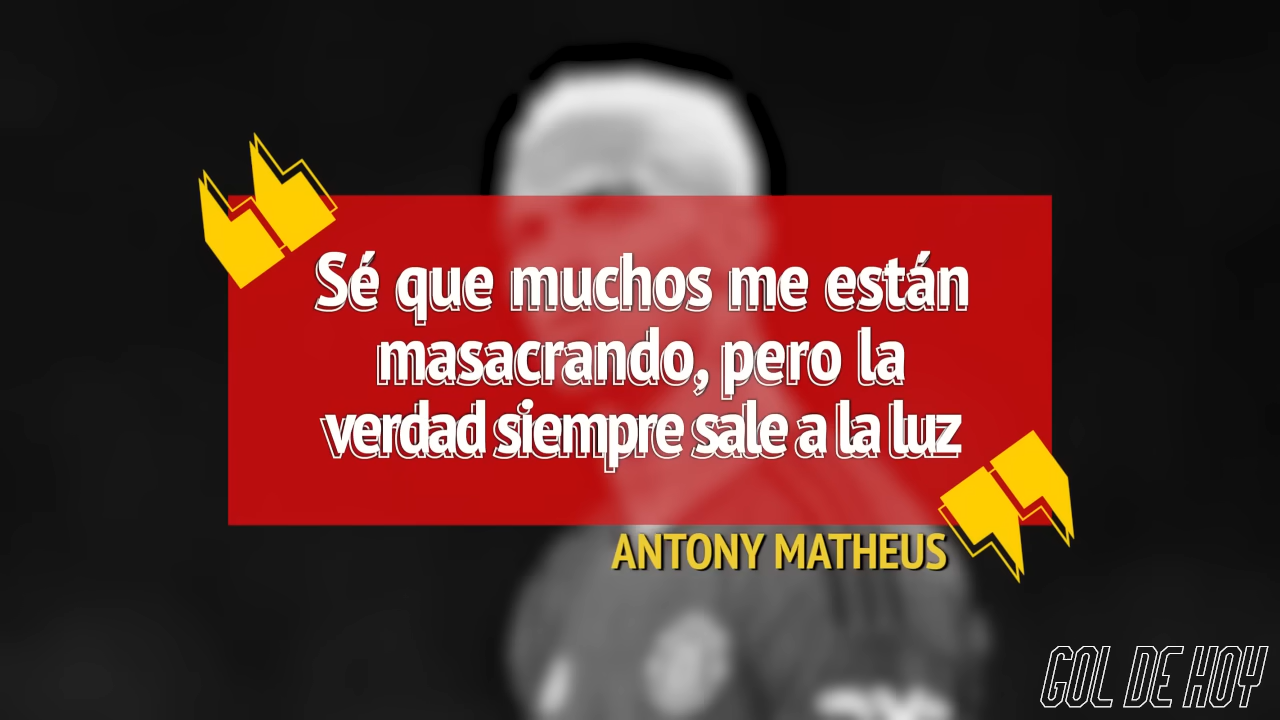 Sé que muchos me están
masacrando, pero la
verdad siempre sale a la luz
ANTONY MATHEUS
GOL DE HOY